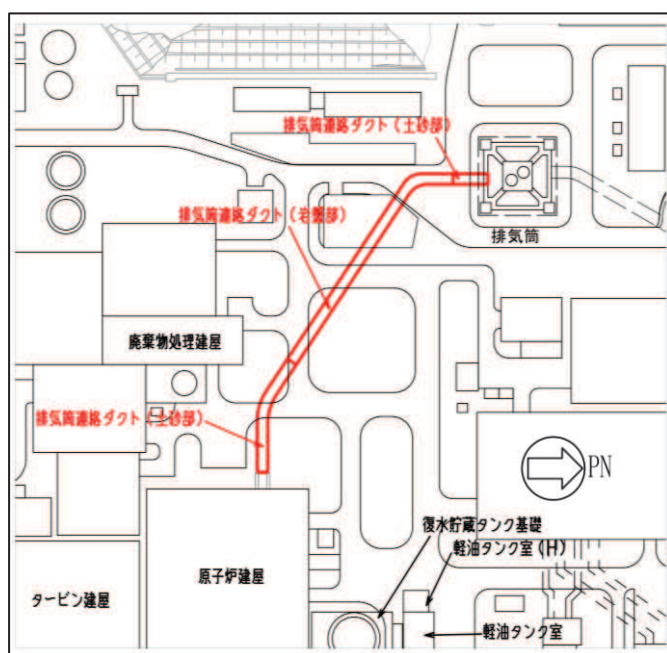 排気筒連絡ダクト(土砂部)
排気筒連絡ダクト(岩盤部)
排気筒
廃棄物処理建屋
排気筒連絡ダクト(土砂部)
PN
復水貯蔵タンク基礎
軽油タンク室(H)
原子炉建屋
タービン建屋
軽油タンク室